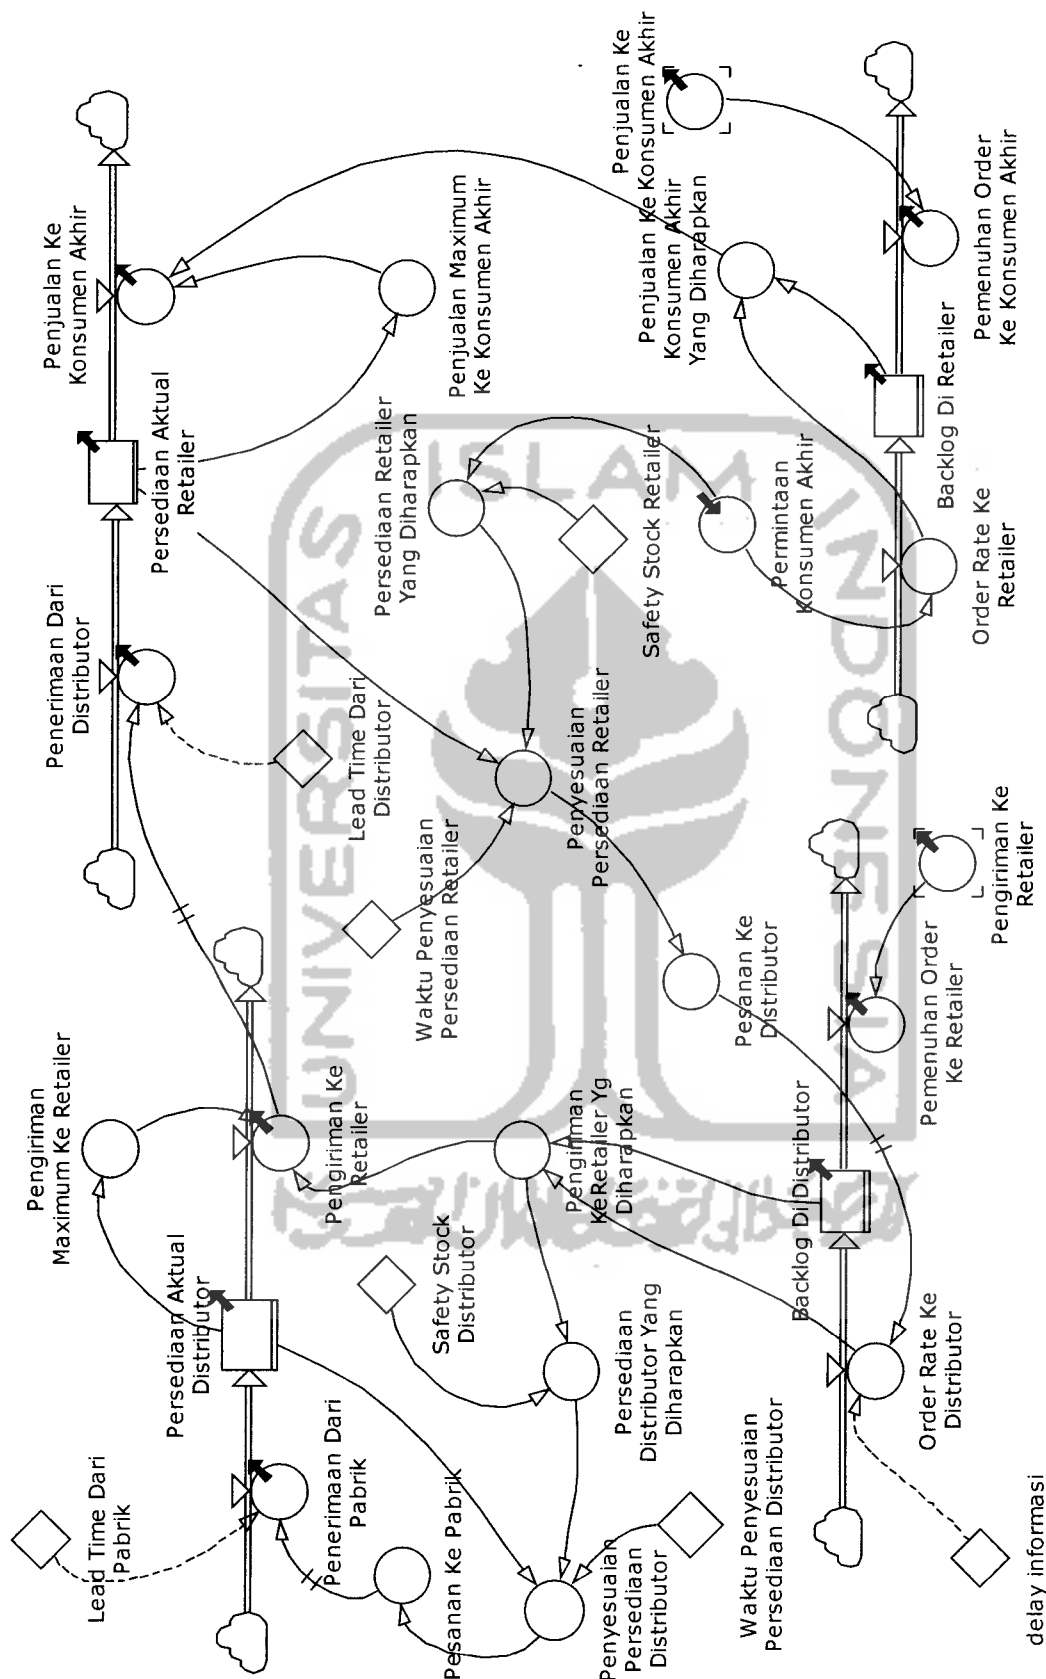 Lead Time Dari
Pabrik
Penerimaan Dari
Pabrik
Pesanan Ke Pabrik
Penyesuaian
Persediaan
Distributor
Waktu Penyesuaian
Persediaan Distributor
delay informasi
Persediaan Aktual
Distributor
Pengiriman
Maximum Ke Retailer
Pengiriman Ke
Retailer
Safety Stock
Distributor
Persediaan
Distributor Yang
Diharapkan
Pengiriman
KeRetailer Yg
Diharapkan
Backlog Di Distributor
Order Rate Ke
Distributor
Pemenuhan Order
Ke Retailer
Pengiriman Ke
Retailer
Pesanan Ke
Distributor
Waktu Penyesuaian
Persediaan Retailer
Penyesuaian
Persediaan Retailer
Lead Time Dari
Distributor
Penerimaan Dari
Distributor
Persediaan Aktual
Retailer
Penjualan Ke
Konsumen Akhir
Penjualan Maximum
Ke Konsumen Akhir
Persediaan Retailer
Yang Diharapkan
Safety Stock Retailer
Permintaan
Konsumen Akhir
Order Rate Ke
Retailer
Backlog Di Retailer
Penjualan Ke
Konsumen Akhir
Yang Diharapkan
Penjualan Ke
Konsumen Akhir
Pemenuhan Order
Ke Konsumen Akhir
UNIVERSITAS
ISLAM
INDONESIA